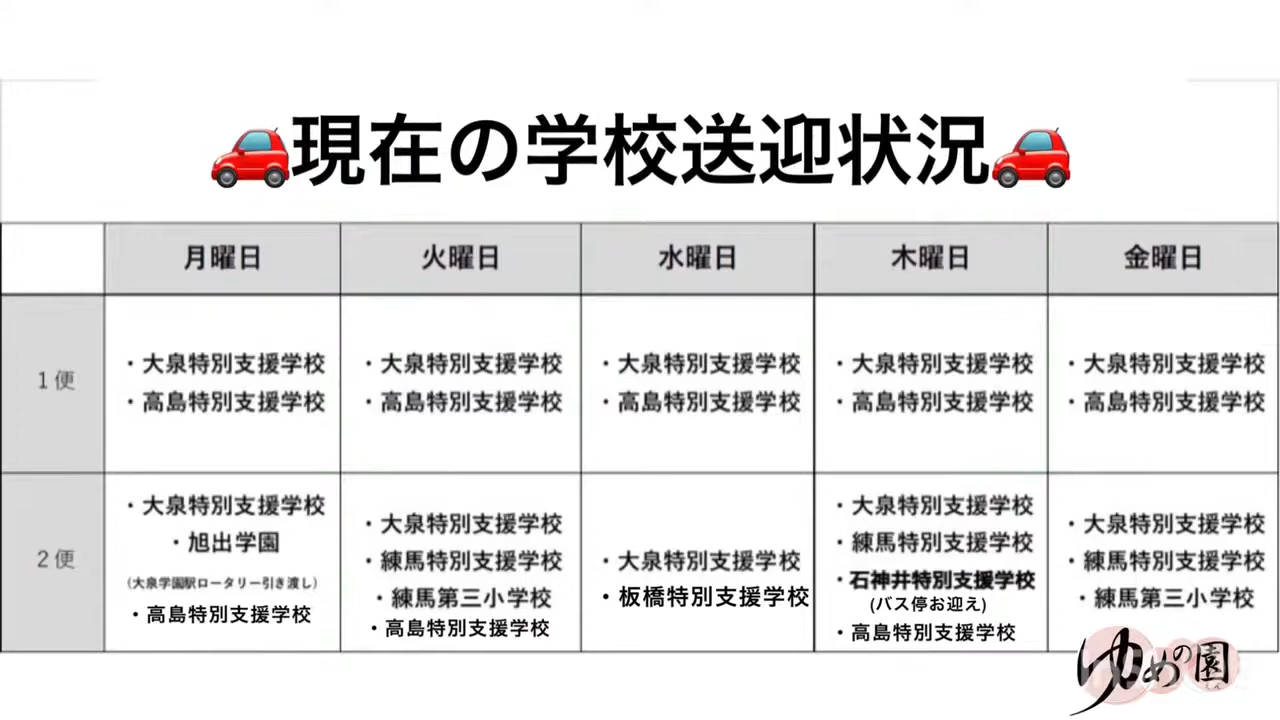 🚗現在の学校送迎状況🚗
月曜日
火曜日
水曜日
木曜日
金曜日
1便
・大泉特別支援学校
・高島特別支援学校
・大泉特別支援学校
・高島特別支援学校
・大泉特別支援学校
・高島特別支援学校
・大泉特別支援学校
・高島特別支援学校
・大泉特別支援学校
・高島特別支援学校
2便
・大泉特別支援学校
・旭出学園
(大泉学園駅ロータリー引き渡し)
・高島特別支援学校
・大泉特別支援学校
・練馬特別支援学校
・練馬第三小学校
・高島特別支援学校
・大泉特別支援学校
・板橋特別支援学校
・大泉特別支援学校
・練馬特別支援学校
・石神井特別支援学校
(バス停お迎え)
・高島特別支援学校
・大泉特別支援学校
・練馬特別支援学校
・練馬第三小学校
ゆめの園
えん